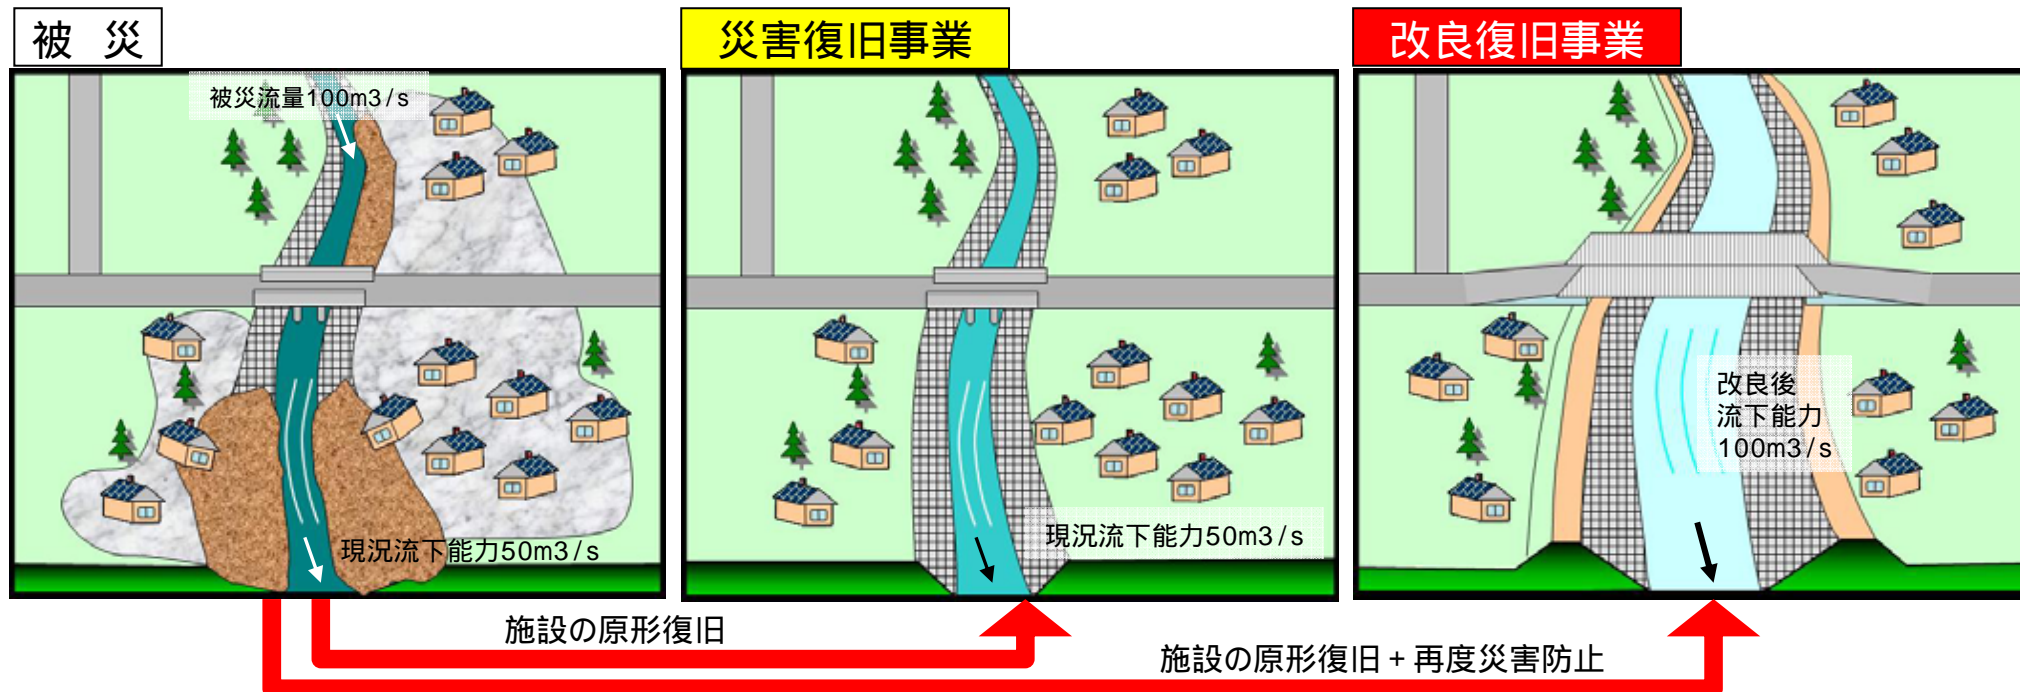 被 災
災害復旧事業
改良復旧事業
被災流量100m3/s
現況流下能力50m3/s
現況流下能力50m3/s
改良後
流下能力
100m3/s
施設の原形復旧
施設の原形復旧+再度災害防止